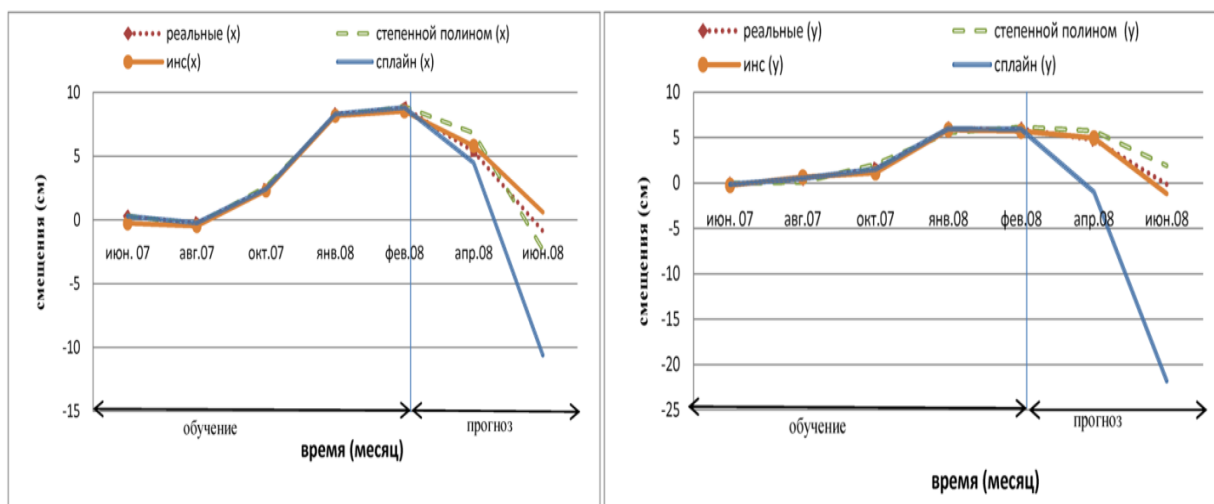 реальные (x)
степенной полином (x)
инс(x)
сплайн (x)
10
5
0
-5
-10
-15
смещения (см)
июн. 07
авг.07
окт.07
янв.08
фев.08
апр.08
июн.08
обучение
прогноз
время (месяц)
реальные (y)
степенной полином (y)
инс (y)
сплайн (y)
10
5
0
-5
-10
-15
-20
-25
смещения (см)
июн. 07
авг.07
окт.07
янв.08
фев.08
апр.08
июн.08
обучение
прогноз
время (месяц)